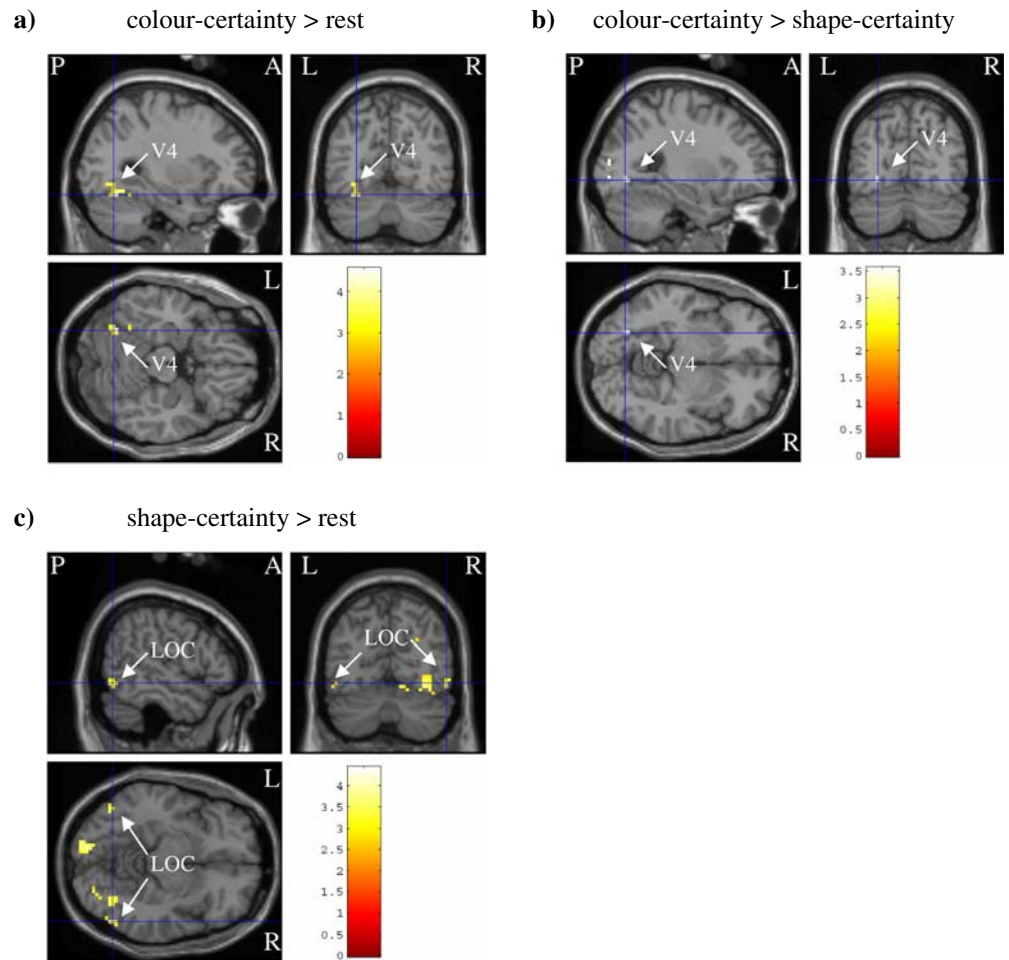 a) colour-certainty > rest
P A L R
V4 V4
L
V4
R
4
3
2
1
0
b) colour-certainty > shape-certainty
P A L R
V4 V4
L
V4
R
3.5
3
2.5
2
1.5
1
0.5
0
c) shape-certainty > rest
P A L R
LOC LOC
L
LOC
R
4
3.5
3
2.5
2
1.5
1
0.5
0